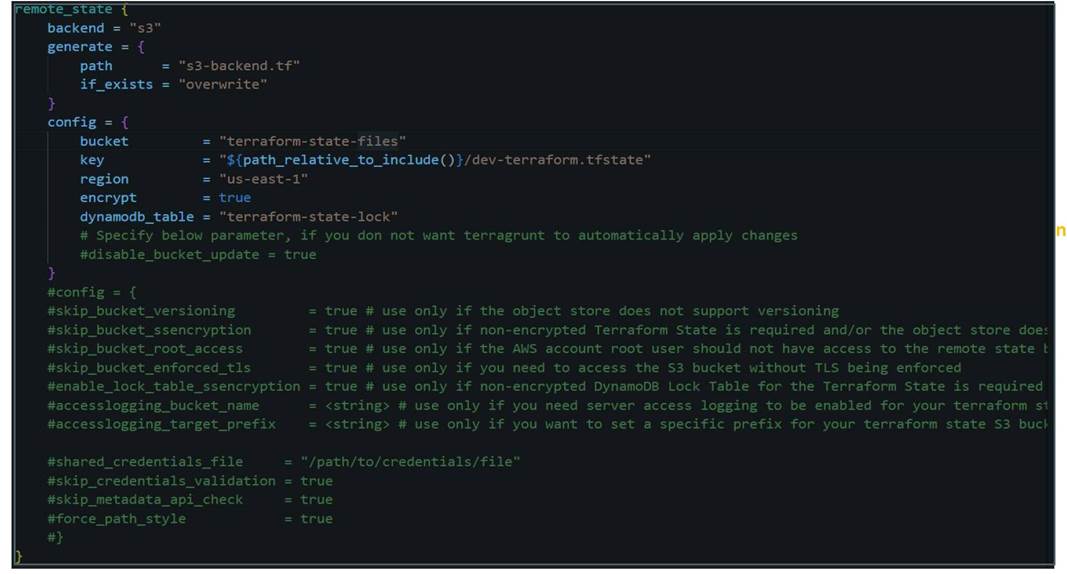 remote_state {
    backend = "s3"
    generate = {
        path      = "s3-backend.tf"
        if_exists = "overwrite"
    }
    config = {
        bucket         = "terraform-state-files"
        key            = "${path_relative_to_include()}/dev-terraform.tfstate"
        region         = "us-east-1"
        encrypt        = true
        dynamodb_table = "terraform-state-lock"
        # Specify below parameter, if you don not want terragrunt to automatically apply changes
        #disable_bucket_update = true
    }
    #config = {
    #skip_bucket_versioning         = true # use only if the object store does not support versioning
    #skip_bucket_ssencryption       = true # use only if non-encrypted Terraform State is required and/or the object store does
    #skip_bucket_root_access        = true # use only if the AWS account root user should not have access to the remote state
    #skip_bucket_enforced_tls       = true # use only if you need to access the S3 bucket without TLS being enforced
    #enable_lock_table_ssencryption = true # use only if non-encrypted DynamoDB Lock Table for the Terraform State is required
    #accesslogging_bucket_name      = <string> # use only if you need server access logging to be enabled for your terraform st
    #accesslogging_target_prefix    = <string> # use only if you want to set a specific prefix for your terraform state S3 buck

    #shared_credentials_file     = "/path/to/credentials/file"
    #skip_credentials_validation = true
    #skip_metadata_api_check     = true
    #force_path_style            = true
    #}
}
n